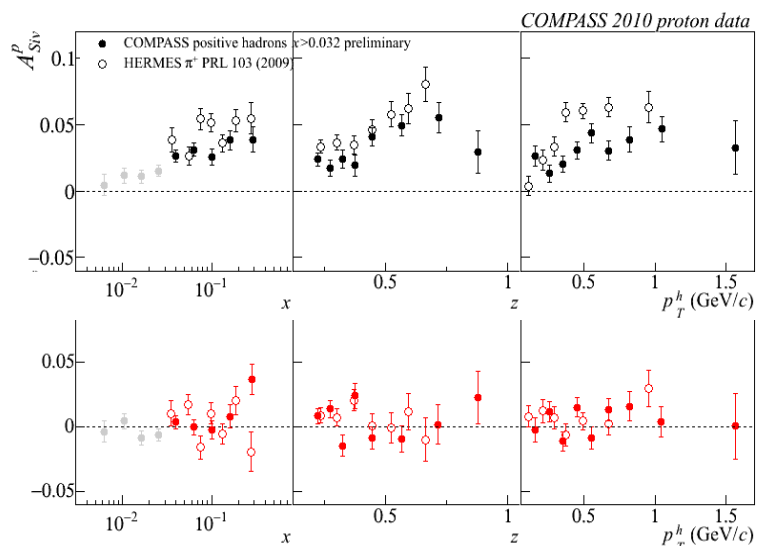 COMPASS 2010 proton data
A^p_Siv
COMPASS positive hadrons x>0.032 preliminary
HERMES π⁺ PRL 103 (2009)
0.1
0.05
0
−0.05
10⁻² 10⁻¹ x
0.5 1 z
0.5 1 1.5 p_T^h (GeV/c)
0.05
0
−0.05
10⁻² 10⁻¹ x
0.5 1 z
0.5 1 1.5 p_T^h (GeV/c)